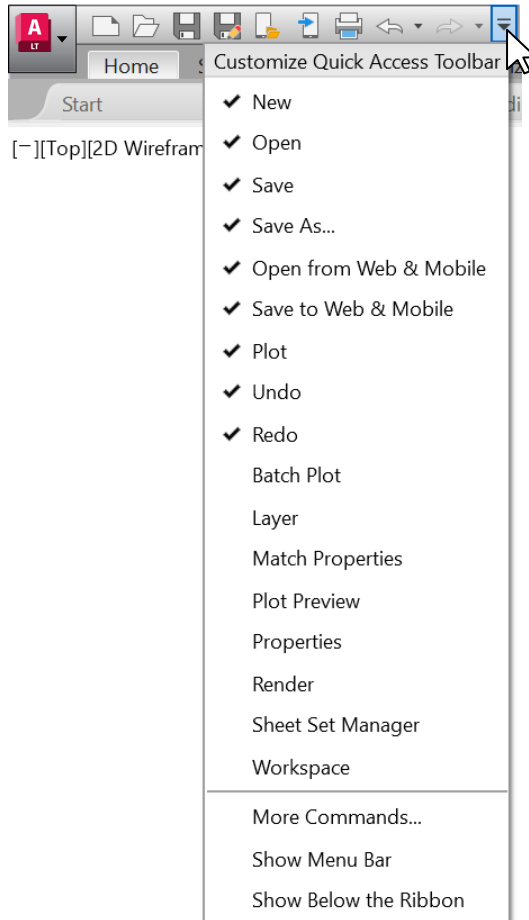 A
LT
Home
Customize Quick Access Toolbar
Start
[−][Top][2D Wirefram
New
Open
Save
Save As...
Open from Web & Mobile
Save to Web & Mobile
Plot
Undo
Redo
Batch Plot
Layer
Match Properties
Plot Preview
Properties
Render
Sheet Set Manager
Workspace
More Commands...
Show Menu Bar
Show Below the Ribbon